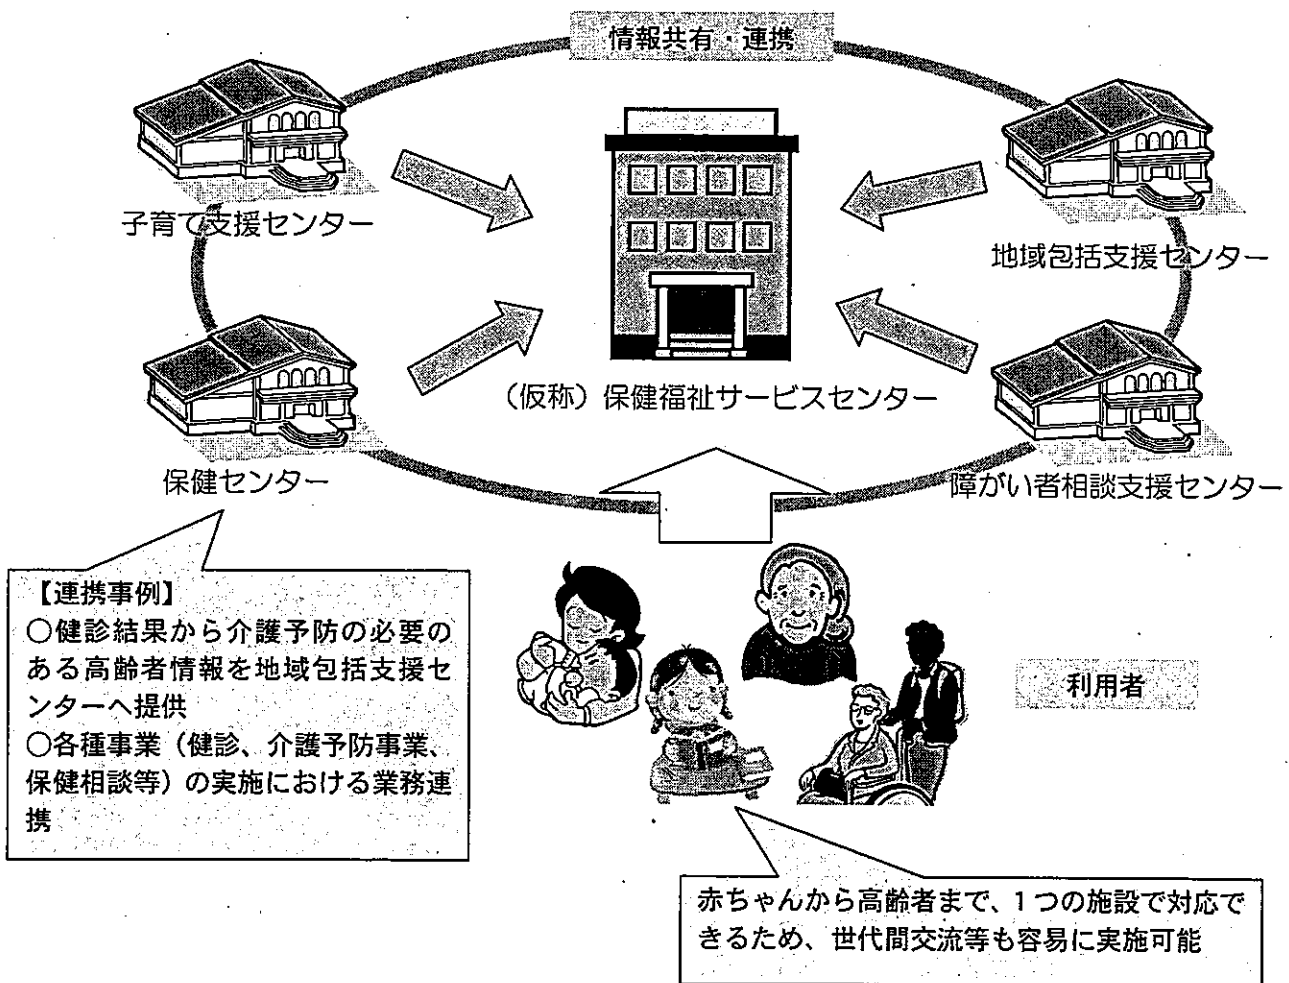 情報共有・連携
子育て支援センター
地域包括支援センター
（仮称）保健福祉サービスセンター
保健センター
障がい者相談支援センター
【連携事例】
○健診結果から介護予防の必要の
ある高齢者情報を地域包括支援セ
ンターへ提供
○各種事業（健診、介護予防事業、
保健相談等）の実施における業務連
携
利用者
赤ちゃんから高齢者まで、１つの施設で対応で
きるため、世代間交流等も容易に実施可能